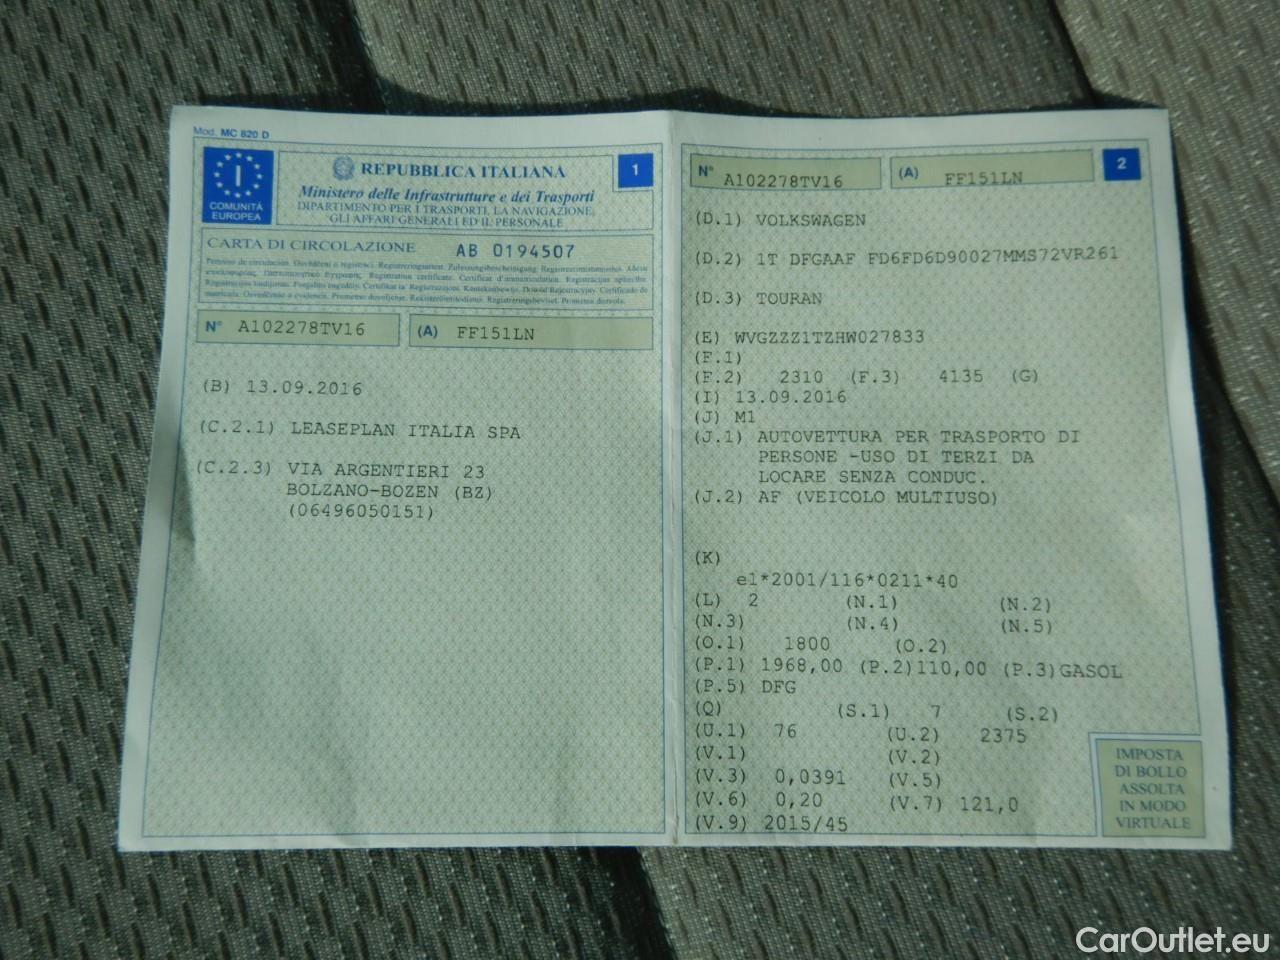 Mod. MC 820 D
I
COMUNITÀ
EUROPEA
REPUBBLICA ITALIANA
1
Ministero delle Infrastrutture e dei Trasporti
DIPARTIMENTO PER I TRASPORTI, LA NAVIGAZIONE,
GLI AFFARI GENERALI ED IL PERSONALE
CARTA DI CIRCOLAZIONE AB 0194507
N° A102278TV16 (A) FF151LN
(B) 13.09.2016
(C.2.1) LEASEPLAN ITALIA SPA
(C.2.3) VIA ARGENTIERI 23
BOLZANO-BOZEN (BZ)
(06496050151)
N° A102278TV16 (A) FF151LN
2
(D.1) VOLKSWAGEN
(D.2) 1T DFGAAF FD6FD6D90027MMS72VR261
(D.3) TOURAN
(E) WVGZZZ1TZHW027833
(F.1)
(F.2) 2310 (F.3) 4135 (G)
(I) 13.09.2016
(J) M1
(J.1) AUTOVETTURA PER TRASPORTO DI
PERSONE -USO DI TERZI DA
LOCARE SENZA CONDUC.
(J.2) AF (VEICOLO MULTIUSO)
(K)
e1*2001/116*0211*40
(L) 2 (N.1) (N.2)
(N.3) (N.4) (N.5)
(O.1) 1800 (O.2)
(P.1) 1968,00 (P.2)110,00 (P.3)GASOL
(P.5) DFG
(Q) (S.1) 7 (S.2)
(U.1) 76 (U.2) 2375
(V.1) (V.2)
(V.3) 0,0391 (V.5)
(V.6) 0,20 (V.7) 121,0
(V.9) 2015/45
IMPOSTA
DI BOLLO
ASSOLTA
IN MODO
VIRTUALE
CarOutlet.eu